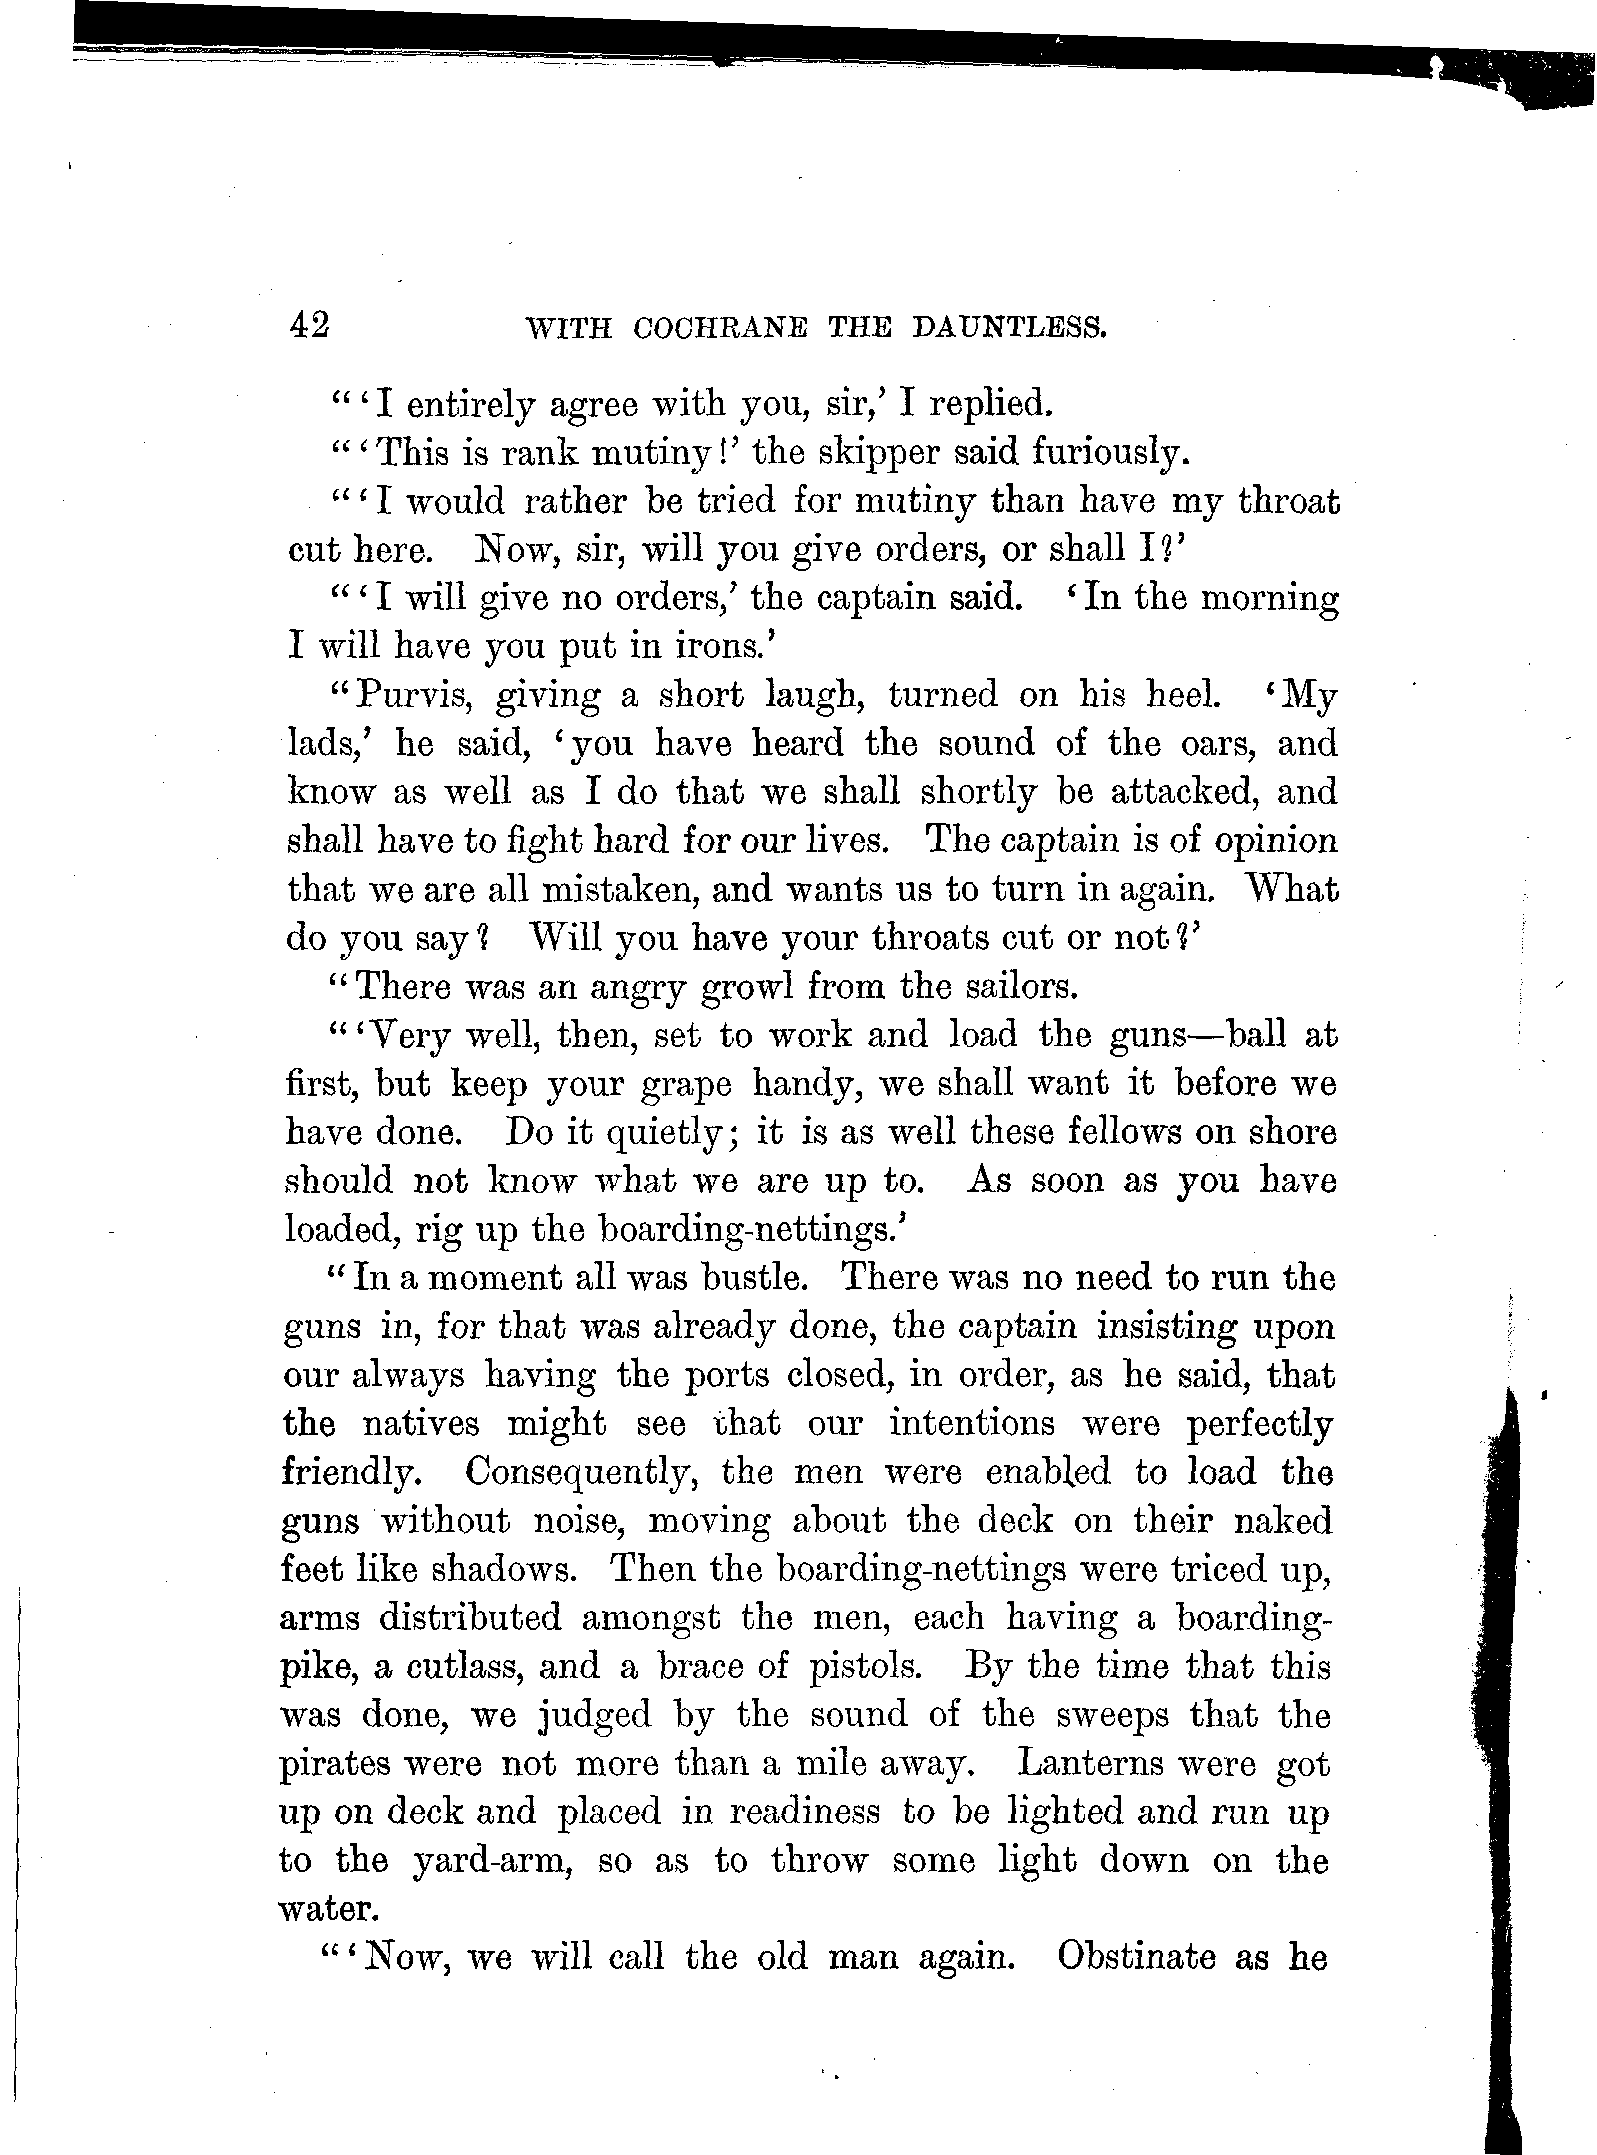 42 WITH COCHRANE THE DAUNTLESS.
"'I entirely agree with you, sir,' I replied.
"'This is rank mutiny!' the skipper said furiously.
"'I would rather be tried for mutiny than have my throat
cut here. Now, sir, will you give orders, or shall I?'
"'I will give no orders,' the captain said. 'In the morning
I will have you put in irons.'
"Purvis, giving a short laugh, turned on his heel. 'My
lads,' he said, 'you have heard the sound of the oars, and
know as well as I do that we shall shortly be attacked, and
shall have to fight hard for our lives. The captain is of opinion
that we are all mistaken, and wants us to turn in again. What
do you say? Will you have your throats cut or not?'
"There was an angry growl from the sailors.
"'Very well, then, set to work and load the guns—ball at
first, but keep your grape handy, we shall want it before we
have done. Do it quietly; it is as well these fellows on shore
should not know what we are up to. As soon as you have
loaded, rig up the boarding-nettings.'
"In a moment all was bustle. There was no need to run the
guns in, for that was already done, the captain insisting upon
our always having the ports closed, in order, as he said, that
the natives might see that our intentions were perfectly
friendly. Consequently, the men were enabled to load the
guns without noise, moving about the deck on their naked
feet like shadows. Then the boarding-nettings were triced up,
arms distributed amongst the men, each having a boarding-
pike, a cutlass, and a brace of pistols. By the time that this
was done, we judged by the sound of the sweeps that the
pirates were not more than a mile away. Lanterns were got
up on deck and placed in readiness to be lighted and run up
to the yard-arm, so as to throw some light down on the
water.
"'Now, we will call the old man again. Obstinate as he